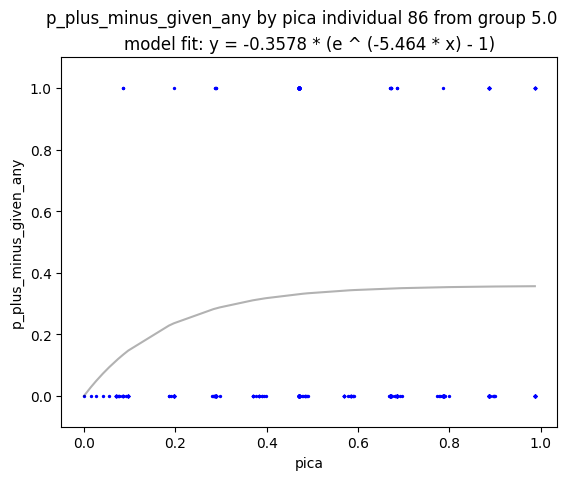 p_plus_minus_given_any by pica individual 86 from group 5.0
model fit: y = -0.3578 * (e ^ (-5.464 * x) - 1)
1.0
0.8
0.6
0.4
0.2
0.0
p_plus_minus_given_any
0.0 0.2 0.4 0.6 0.8 1.0
pica